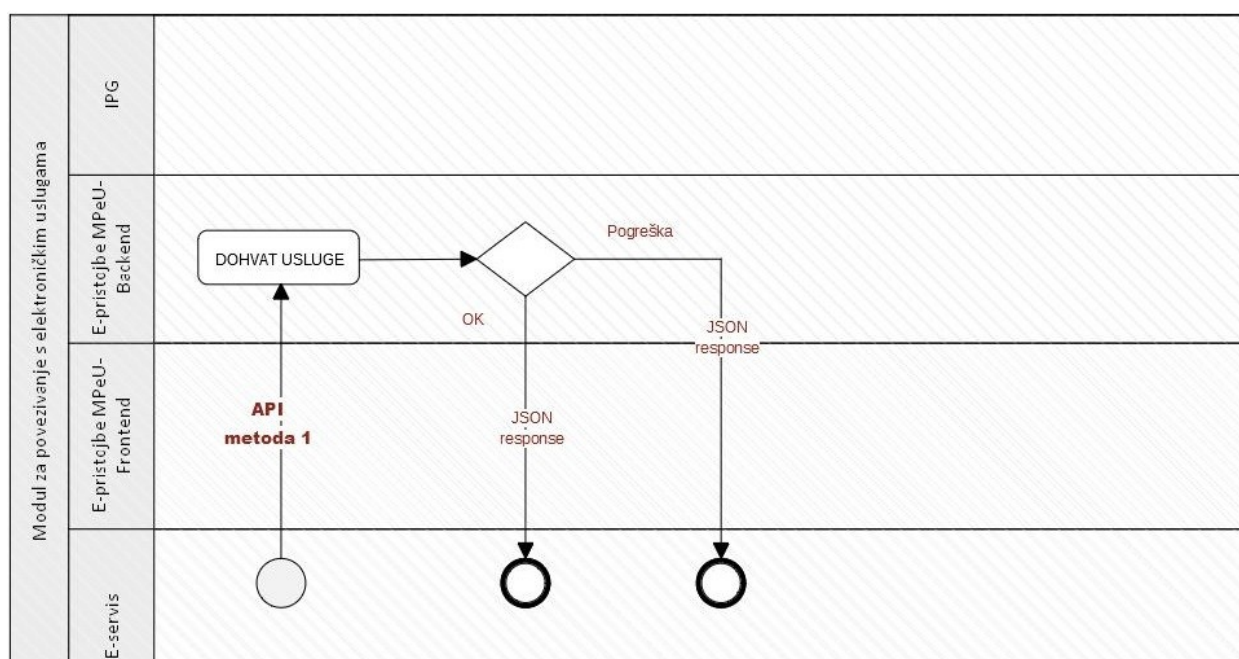 Modul za povezivanje s elektroničkim uslugama
IPG
E-pristojbe MPeU-
Backend
DOHVAT USLUGE
Pogreška
OK
JSON
response
E-pristojbe MPeU-
Frontend
API
metoda 1
JSON
response
E-servis